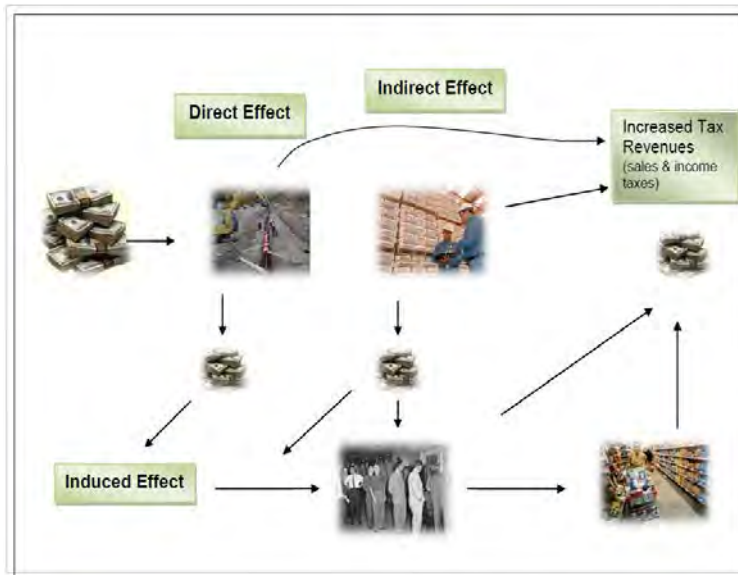 Indirect Effect
Direct Effect
Increased Tax
Revenues
(sales & income
taxes)
Induced Effect